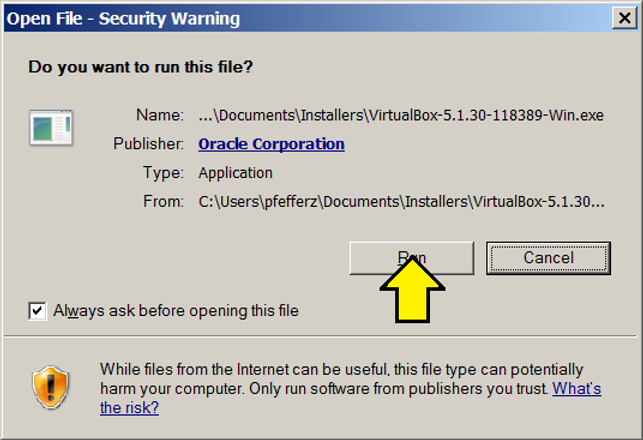 Open File - Security Warning
Do you want to run this file?
Name: ...\Documents\Installers\VirtualBox-5.1.30-118389-Win.exe
Publisher: Oracle Corporation
Type: Application
From: C:\Users\pfefferz\Documents\Installers\VirtualBox-5.1.30...
Run Cancel
Always ask before opening this file
While files from the Internet can be useful, this file type can potentially
harm your computer. Only run software from publishers you trust. What's
the risk?